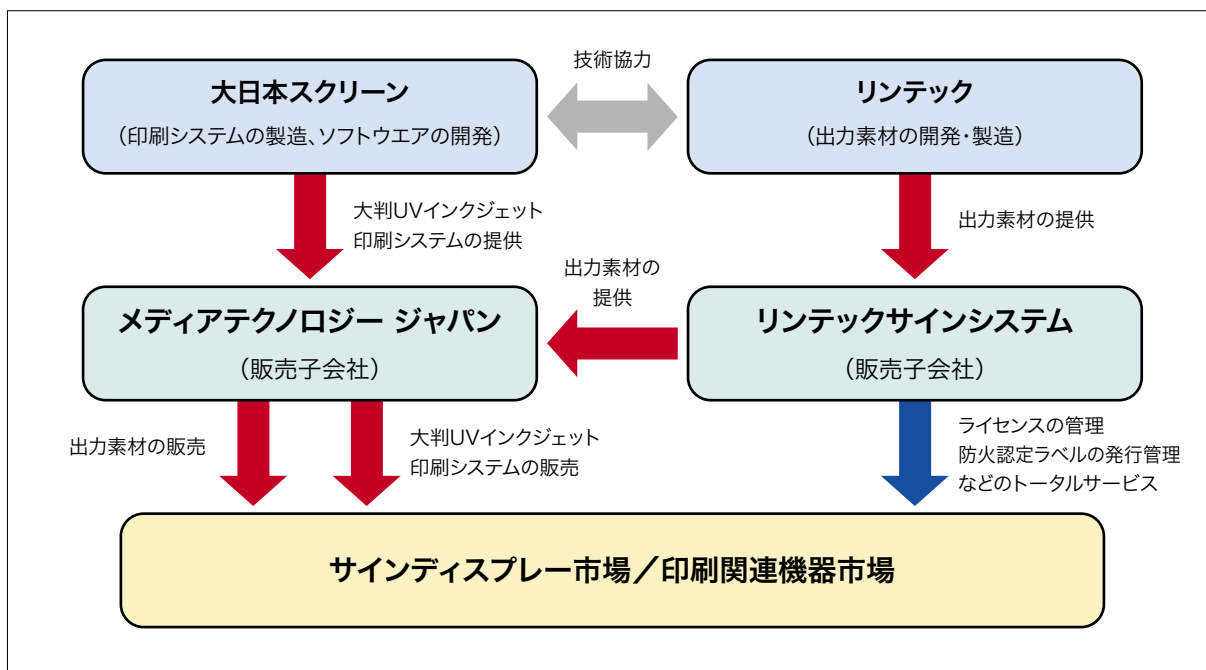 技術協力
大日本スクリーン
（印刷システムの製造、ソフトウエアの開発）
リンテック
（出力素材の開発・製造）
大判UVインクジェット
印刷システムの提供
出力素材の提供
出力素材の
提供
メディアテクノロジー ジャパン
（販売子会社）
リンテックサインシステム
（販売子会社）
出力素材の販売
大判UVインクジェット
印刷システムの販売
ライセンスの管理
防火認定ラベルの発行管理
などのトータルサービス
サインディスプレー市場／印刷関連機器市場